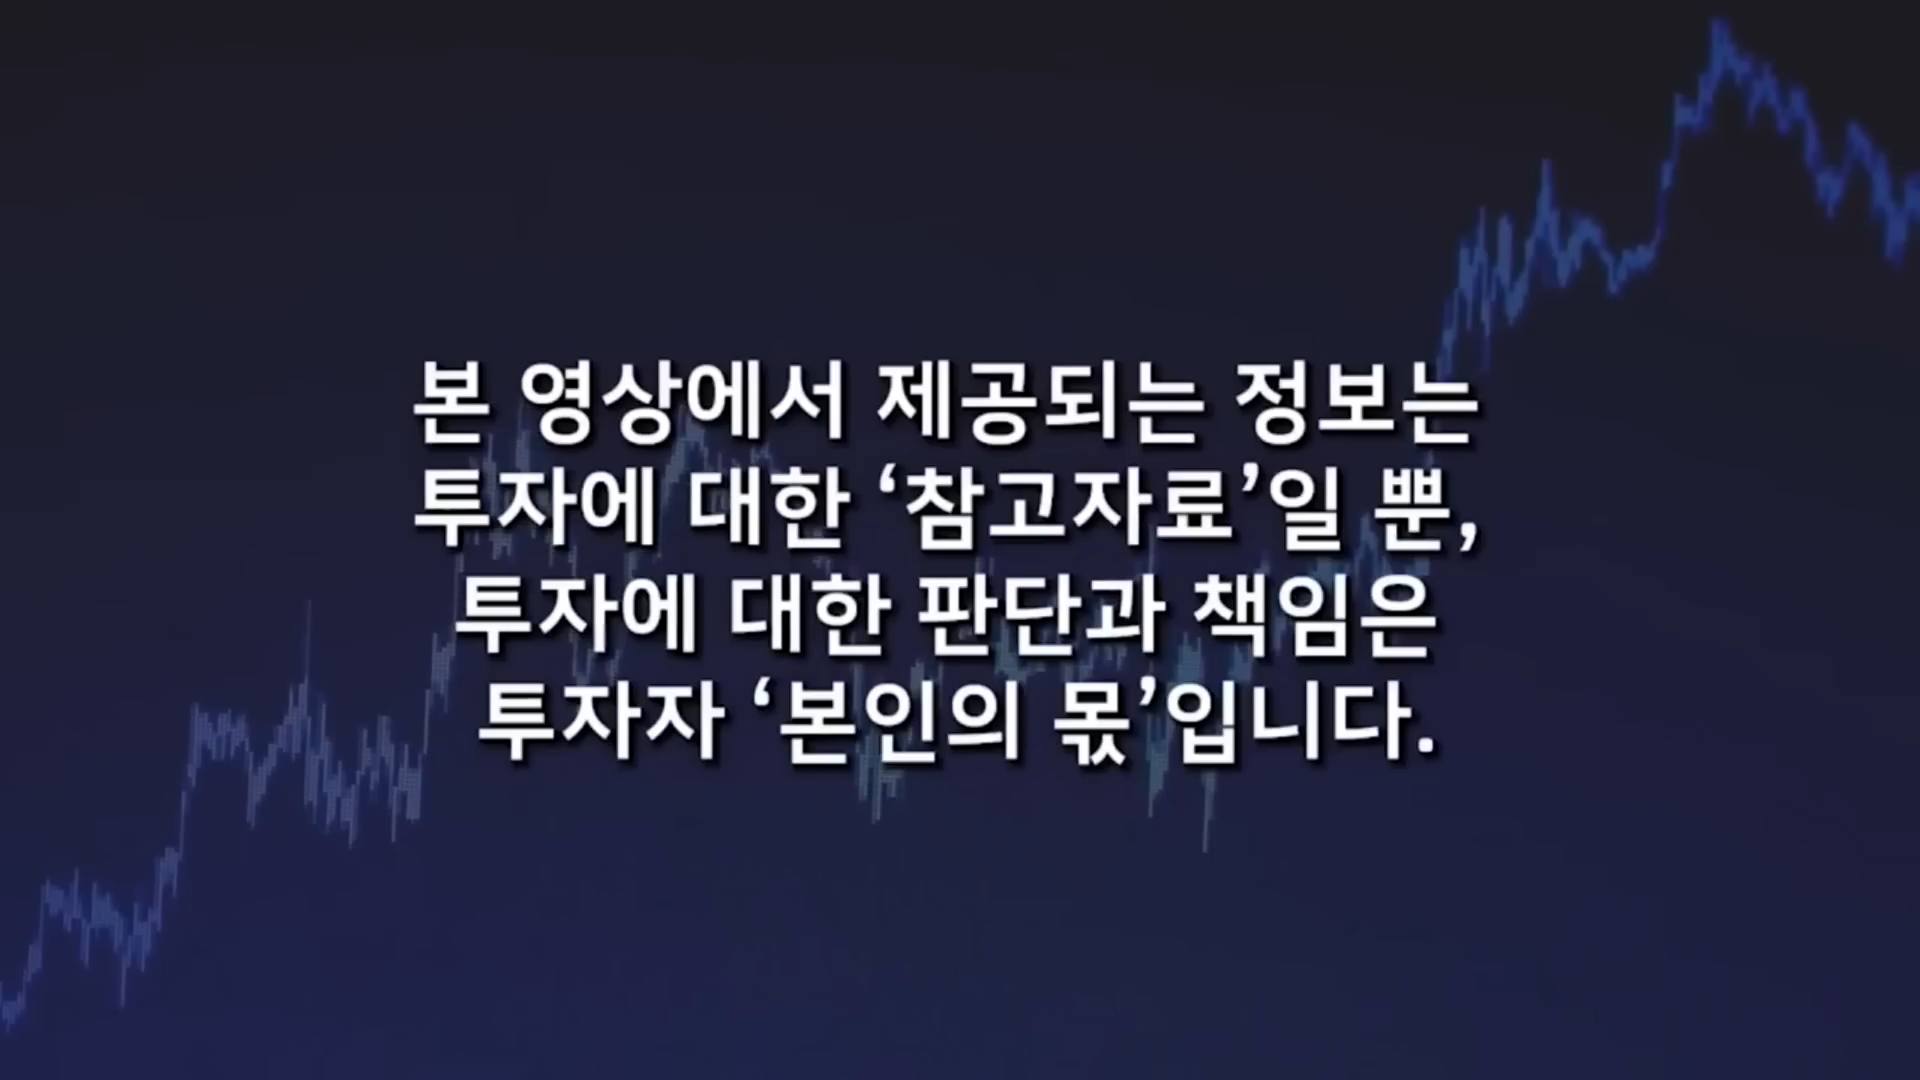 본 영상에서 제공되는 정보는
투자에 대한 ‘참고자료’일 뿐,
투자에 대한 판단과 책임은
투자자 ‘본인의 몫’입니다.